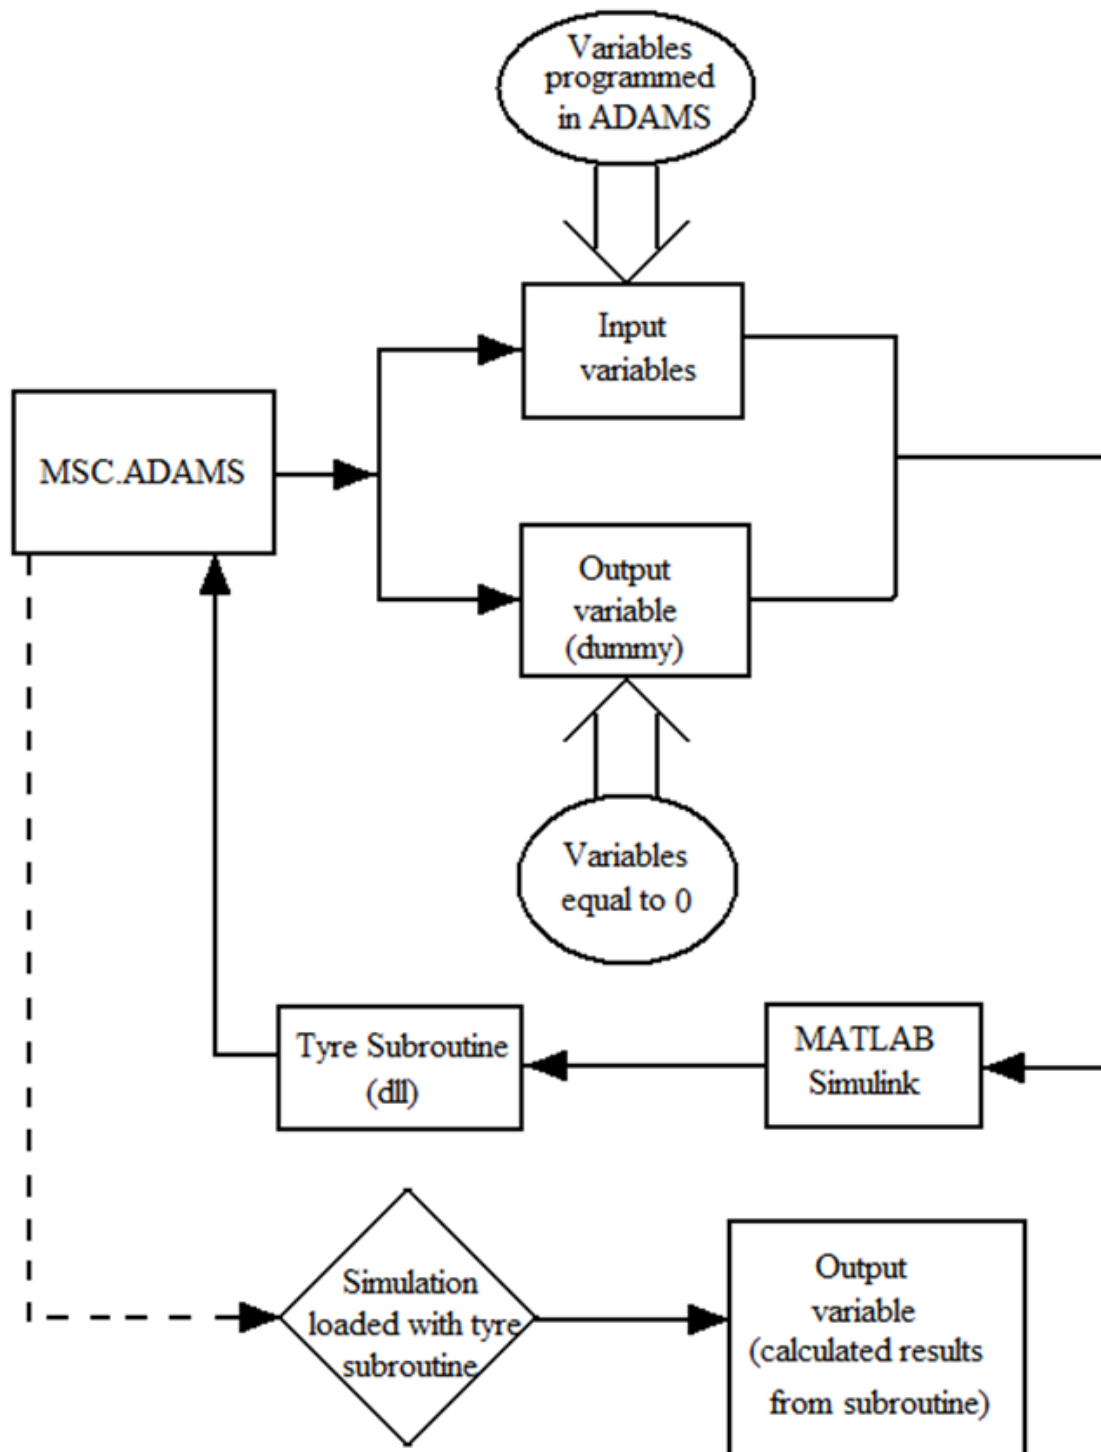 Variables
programmed
in ADAMS
Input
variables
MSC.ADAMS
Output
variable
(dummy)
Variables
equal to 0
Tyre Subroutine
(dll)
MATLAB
Simulink
Simulation
loaded with tyre
subroutine
Output
variable
(calculated results
from subroutine)